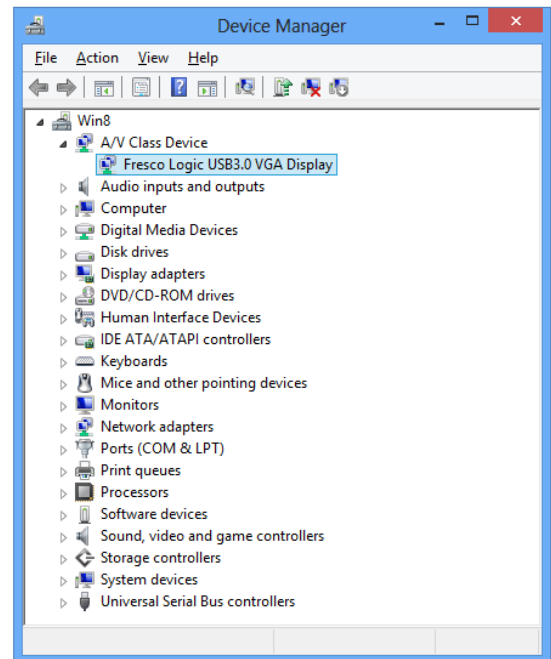 Device Manager
File Action View Help
Win8
A/V Class Device
Fresco Logic USB3.0 VGA Display
Audio inputs and outputs
Computer
Digital Media Devices
Disk drives
Display adapters
DVD/CD-ROM drives
Human Interface Devices
IDE ATA/ATAPI controllers
Keyboards
Mice and other pointing devices
Monitors
Network adapters
Ports (COM & LPT)
Print queues
Processors
Software devices
Sound, video and game controllers
Storage controllers
System devices
Universal Serial Bus controllers